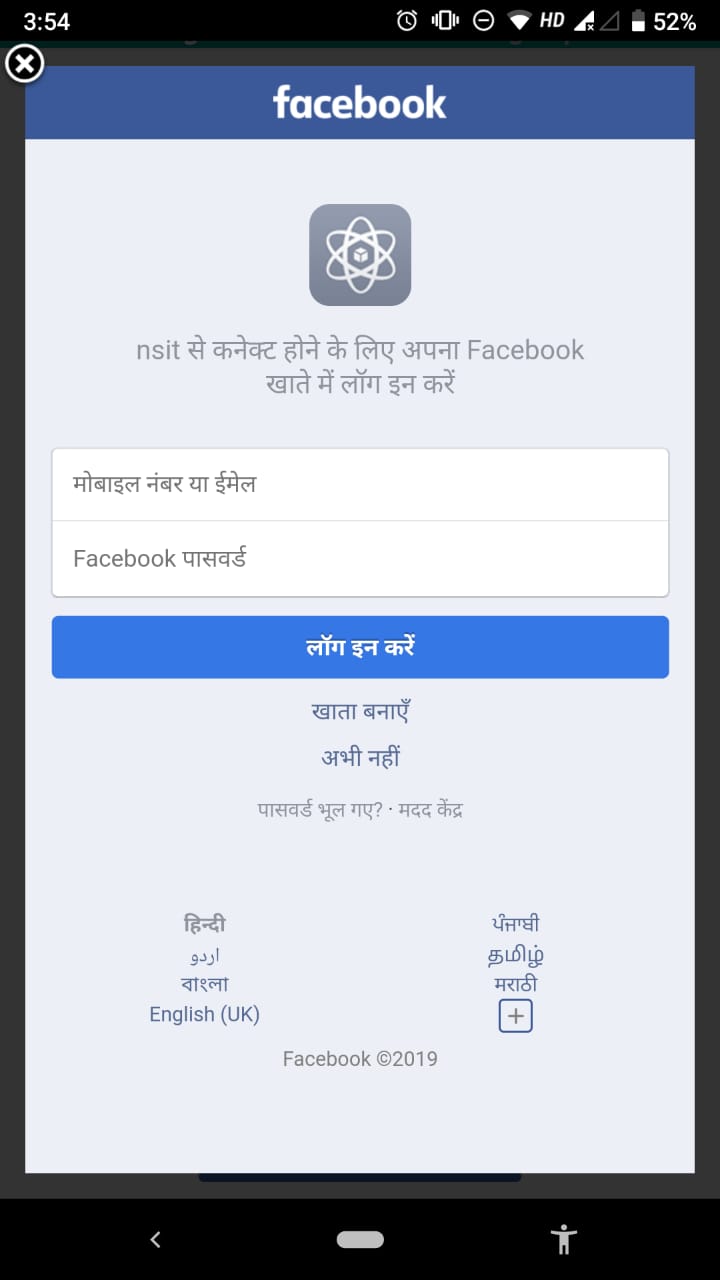 3:54
HD
52%
facebook
nsit से कनेक्ट होने के लिए अपना Facebook
खाते में लॉग इन करें
मोबाइल नंबर या ईमेल
Facebook पासवर्ड
लॉग इन करें
खाता बनाएँ
अभी नहीं
पासवर्ड भूल गए? · मदद केंद्र
हिन्दी
ਪੰਜਾਬੀ
اردو
தமிழ்
বাংলা
मराठी
English (UK)
Facebook ©2019